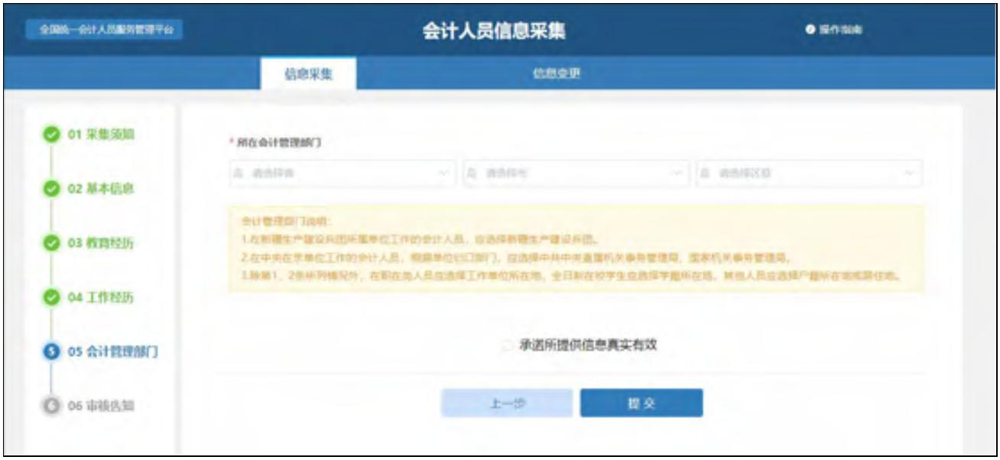 全国统一会计人员服务管理平台
会计人员信息采集
操作指南
信息采集
信息变更
01 采集须知
02 基本信息
03 教育经历
04 工作经历
05 会计管理部门
06 审核告知
* 所在会计管理部门
请选择省
请选择市
请选择区县
会计管理部门说明:
1.在新疆生产建设兵团所属单位工作的会计人员，应选择新疆生产建设兵团。
2.在中央在京单位工作的会计人员，根据单位归口部门，应选择中共中央直属机关事务管理局、国家机关事务管理局。
3.除第1、2条所列情况外，在职在岗人员应选择工作单位所在地，全日制在校学生应选择学籍所在地，其他人员应选择户籍所在地或居住地。
承诺所提供信息真实有效
上一步
提交